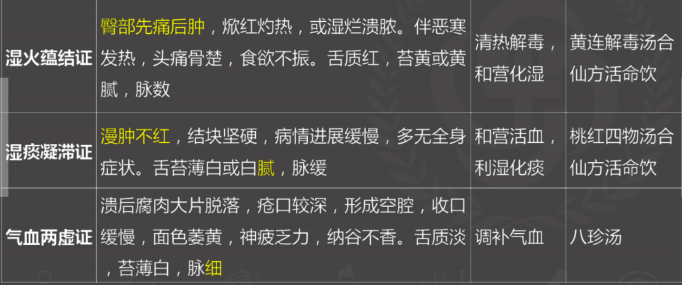 湿火蕴结证
臀部先痛后肿，焮红灼热，或湿烂溃脓。伴恶寒
发热，头痛骨楚，食欲不振。舌质红，苔黄或黄
腻，脉数
清热解毒，
和营化湿
黄连解毒汤合
仙方活命饮
湿痰凝滞证
漫肿不红，结块坚硬，病情进展缓慢，多无全身
症状。舌苔薄白或白腻，脉缓
和营活血，
利湿化痰
桃红四物汤合
仙方活命饮
气血两虚证
溃后腐肉大片脱落，疮口较深，形成空腔，收口
缓慢，面色萎黄，神疲乏力，纳谷不香。舌质淡
，苔薄白，脉细
调补气血
八珍汤